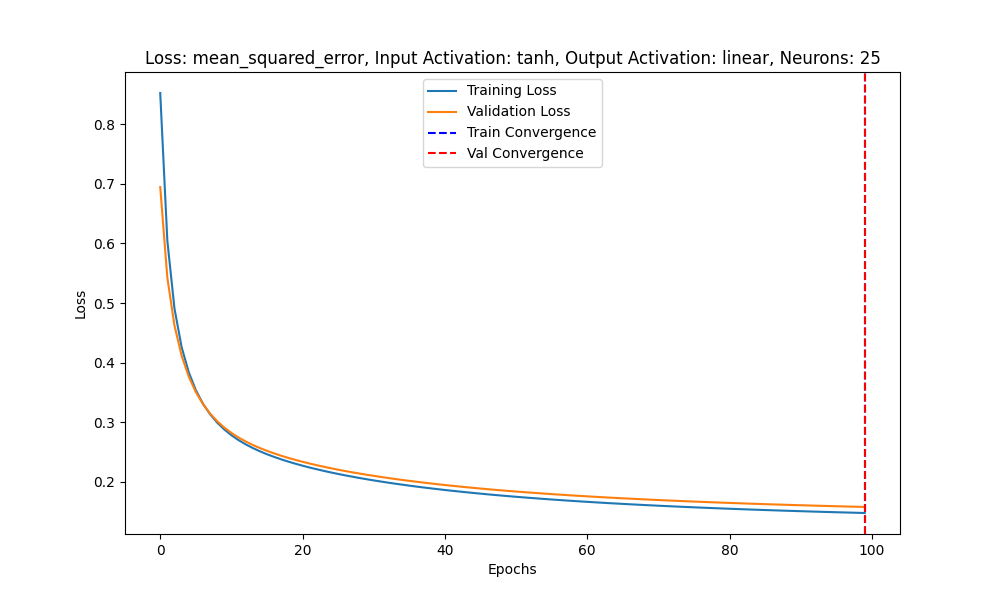 Loss: mean_squared_error, Input Activation: tanh, Output Activation: linear, Neurons: 25
Training Loss
Validation Loss
Train Convergence
Val Convergence
0.8
0.7
0.6
0.5
0.4
0.3
0.2
Loss
0 20 40 60 80 100
Epochs